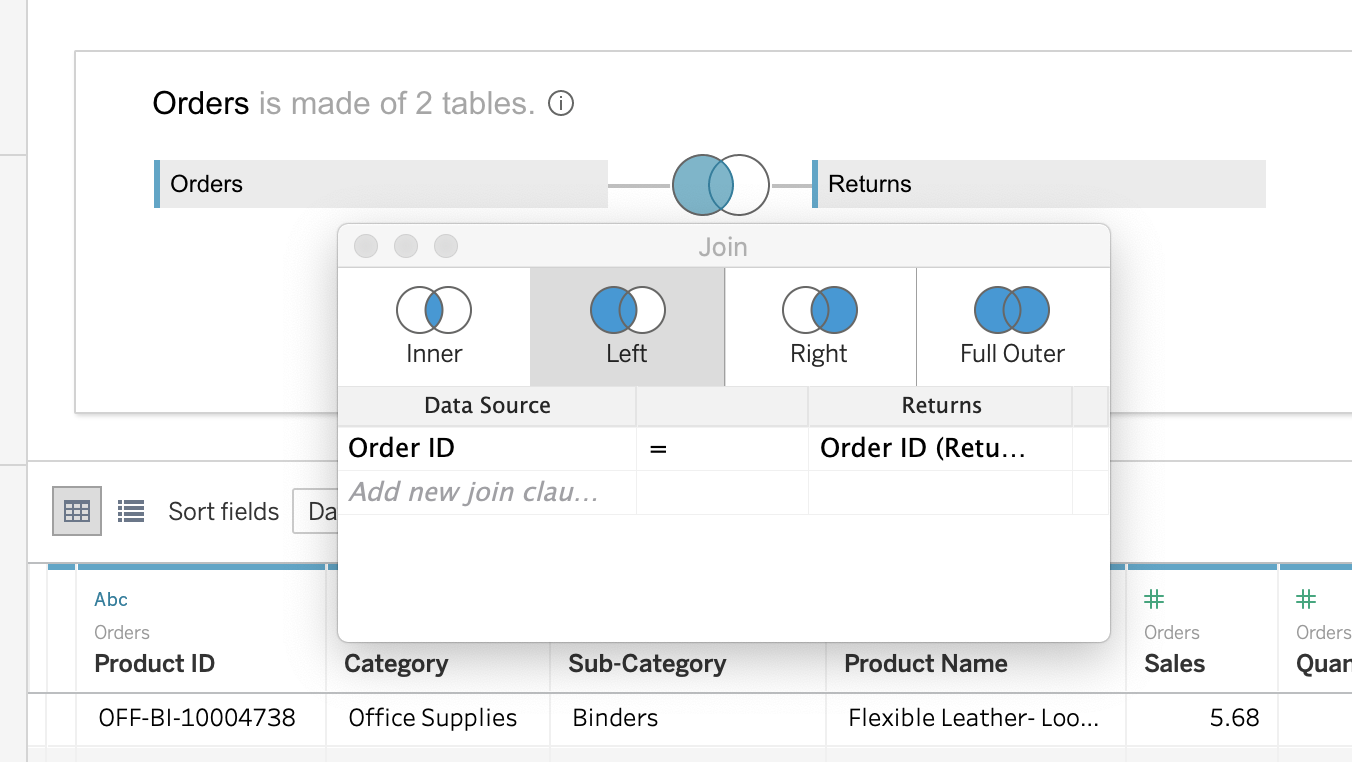 Orders is made of 2 tables.
Orders
Returns
Join
Inner
Left
Right
Full Outer
Data Source
Returns
Order ID
=
Order ID (Retu…
Add new join clau…
Sort fields
Da
Abc
Orders
Product ID
Category
Sub-Category
Product Name
#
Orders
Sales
#
Orders
Quan
OFF-BI-10004738
Office Supplies
Binders
Flexible Leather- Loo...
5.68